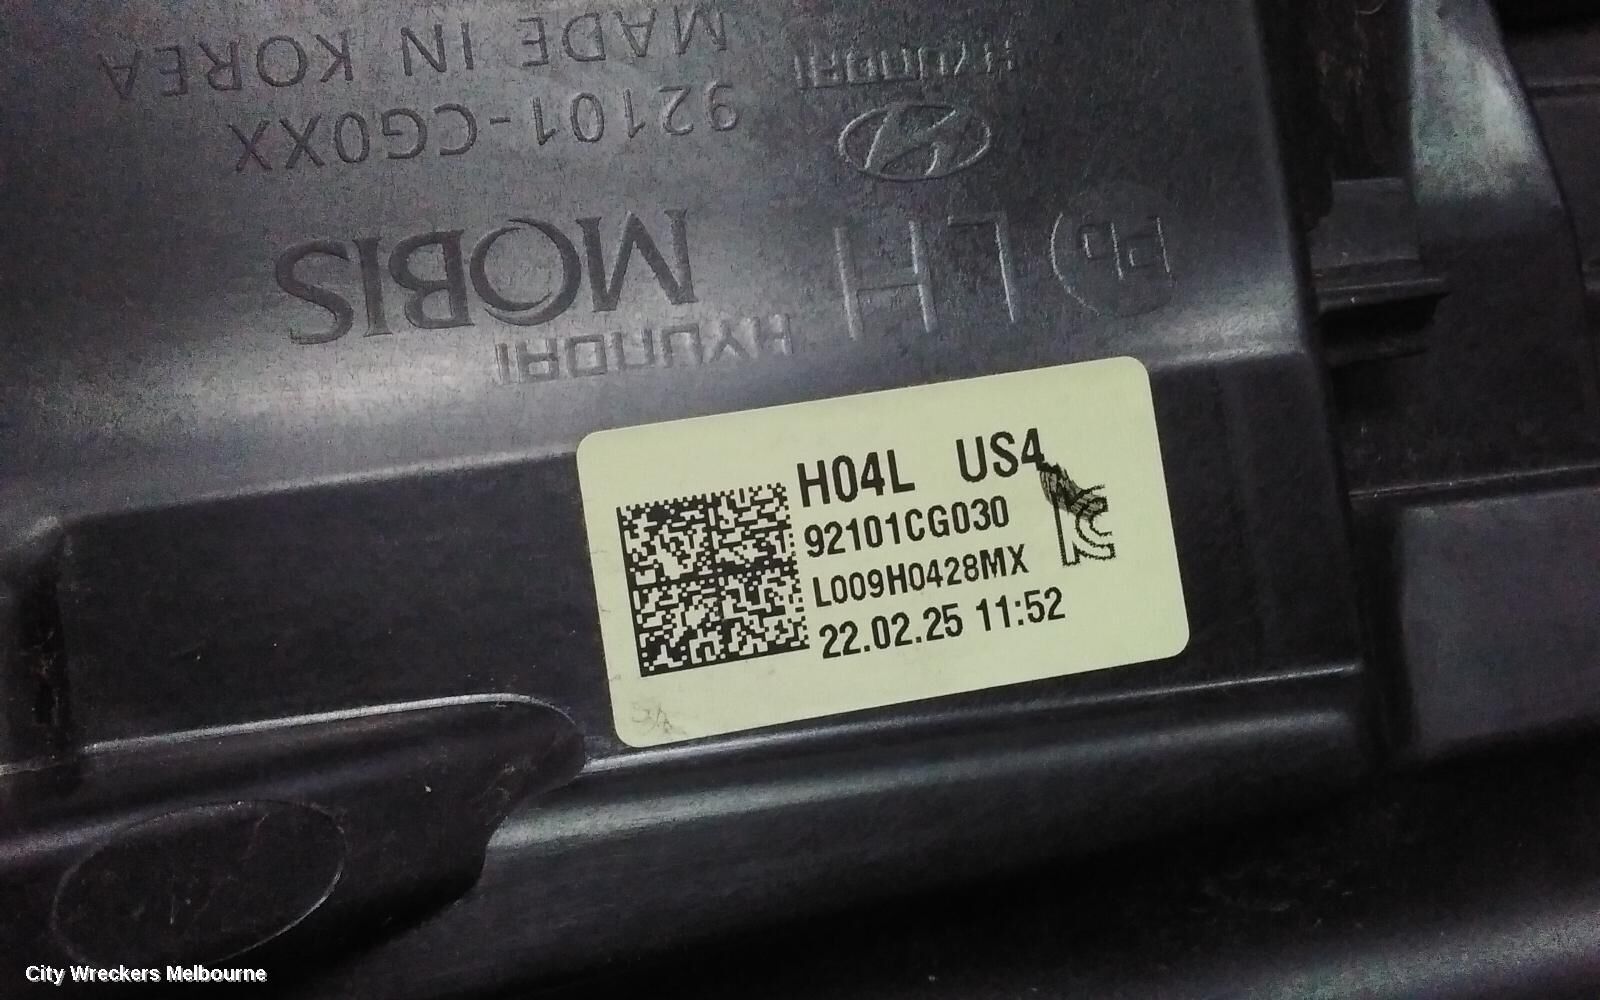 HYUNDAI
MOBIS
LH
Pb
92101-CG0XX
MADE IN KOREA
HYUNDAI
H04L US4
92101CG030
L009H0428MX
22.02.25 11:52
City Wreckers Melbourne